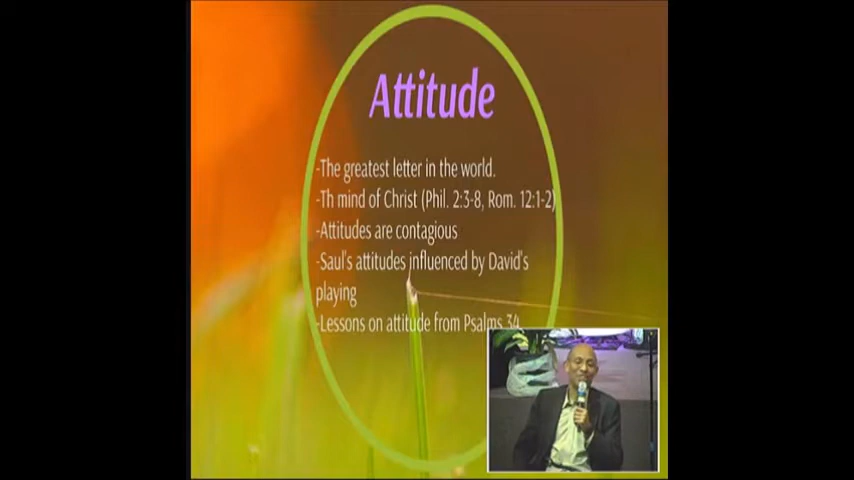 Attitude
-The greatest letter in the world.
-Th mind of Christ (Phil. 2:3-8, Rom. 12:1-2)
-Attitudes are contagious
-Saul's attitudes influenced by David's
playing
-Lessons on attitude from Psalms 34